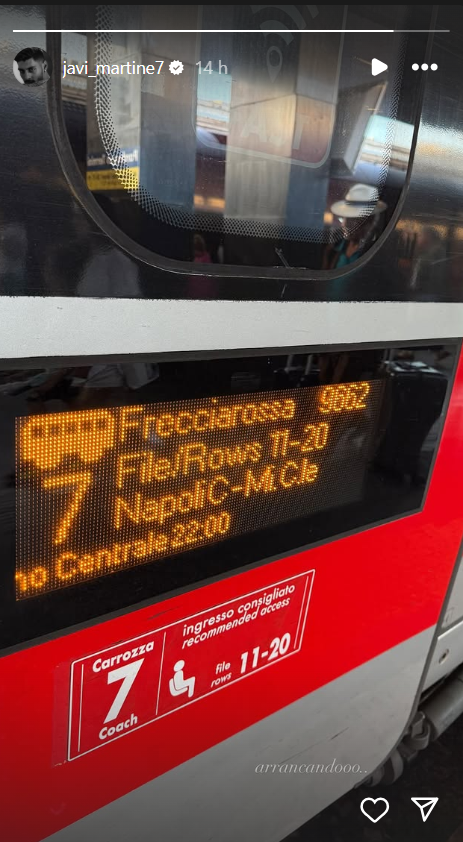 javi_martine7 14 h
Frecciarossa 9662
File/Rows 11-20
7
Napoli C-Mi.C.le
no Centrale 22:00
Carrozza
7
Coach
ingresso consigliato
recommended access
file
rows
11-20
arrancandooo..